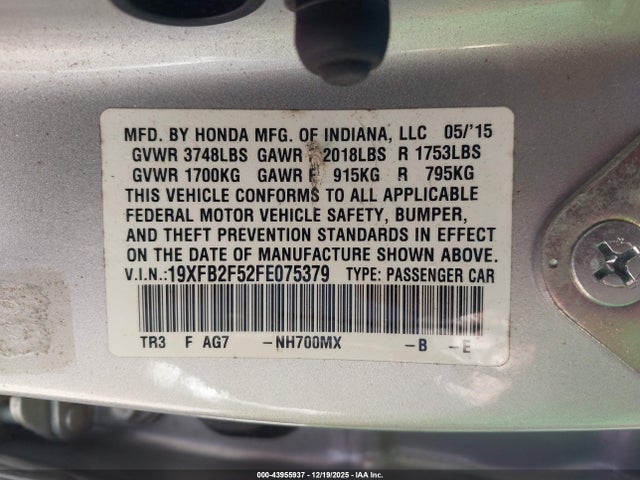 MFD. BY HONDA MFG. OF INDIANA, LLC 05/'15
GVWR 3748LBS GAWR 2018LBS R 1753LBS
GVWR 1700KG GAWR F 915KG R 795KG
THIS VEHICLE CONFORMS TO ALL APPLICABLE
FEDERAL MOTOR VEHICLE SAFETY, BUMPER,
AND THEFT PREVENTION STANDARDS IN EFFECT
ON THE DATE OF MANUFACTURE SHOWN ABOVE.
V.I.N.:19XFB2F52FE075379 TYPE: PASSENGER CAR
TR3 F AG7 -NH700MX -B -E
000-43955937 - 12/19/2025 - IAA Inc.